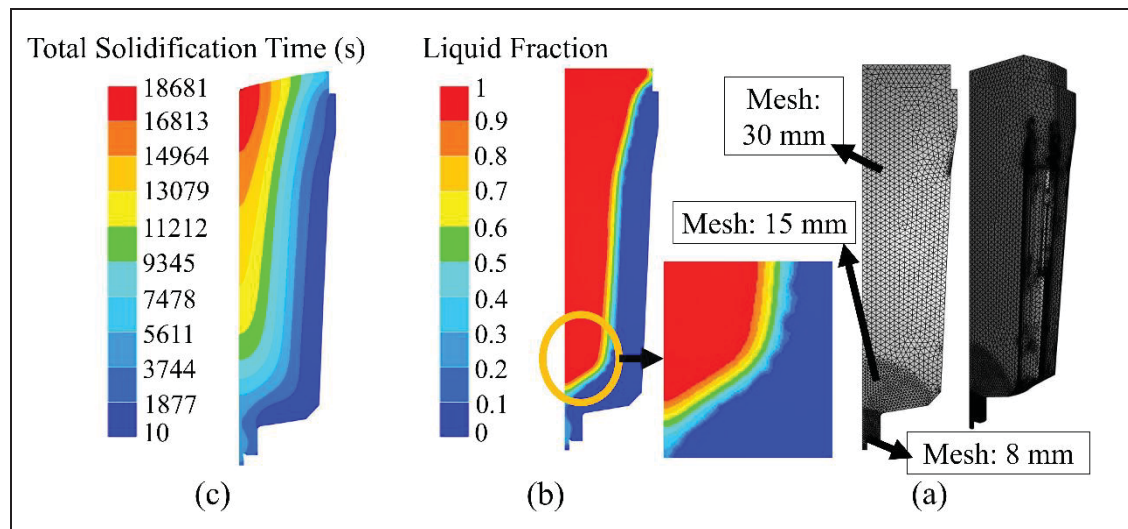 Total Solidification Time (s)
18681
16813
14964
13079
11212
9345
7478
5611
3744
1877
10
(c)
Liquid Fraction
1
0.9
0.8
0.7
0.6
0.5
0.4
0.3
0.2
0.1
0
(b)
Mesh:
30 mm
Mesh: 15 mm
Mesh: 8 mm
(a)